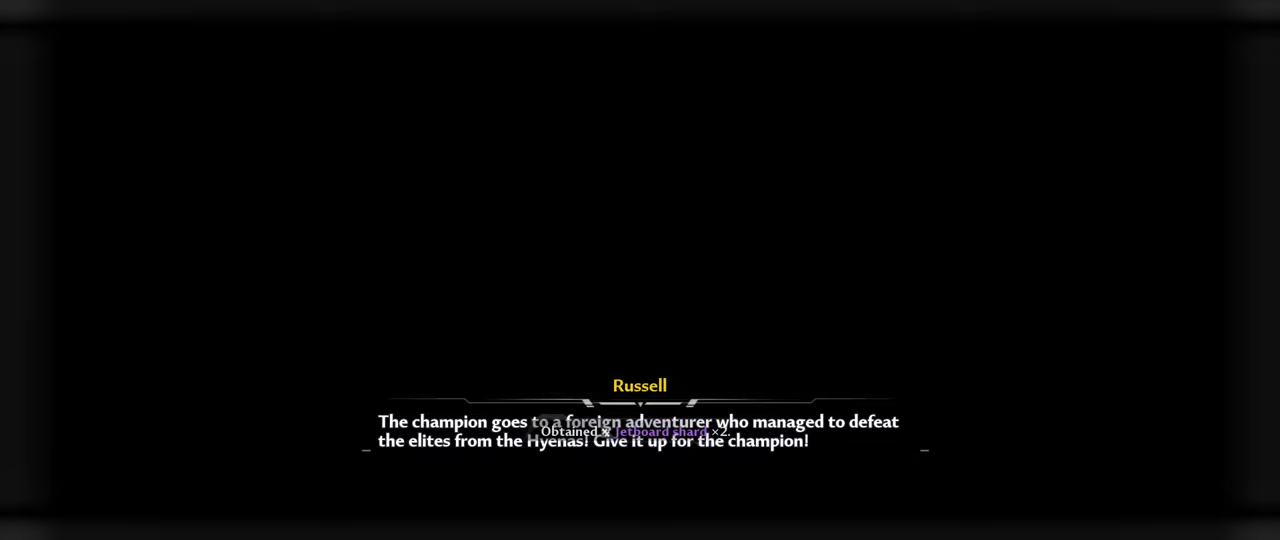 Russell
The champion goes to a foreign adventurer who managed to defeat
Obtained Jetboard shard ×2.
the elites from the Hyenas! Give it up for the champion!